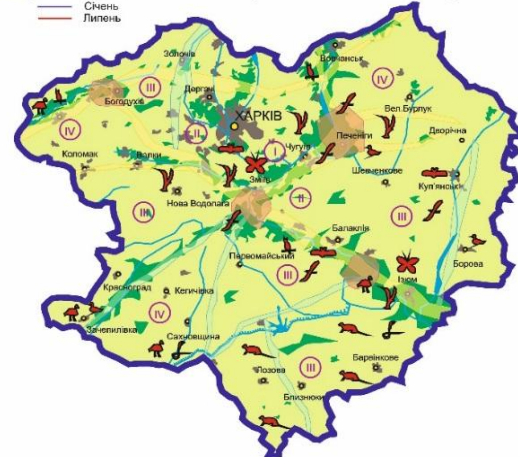 Січень
Липень
Золочів
Вовчанськ
III
IV
Дергачі
Богодухів
Вел.Бурлук
ХАРКІВ
IV
II
Печеніги
Дворічна
Коломак
Валки
I
Чугуїв
Зміїв
Шевченкове
Куп'янськ
Нова Водолага
II
III
III
Балаклія
Первомайський
Борова
III
Красноград
Кегичівка
Ізюм
Зачепилівка
IV
Сахновщина
Лозова
III
Барвінкове
Близнюки